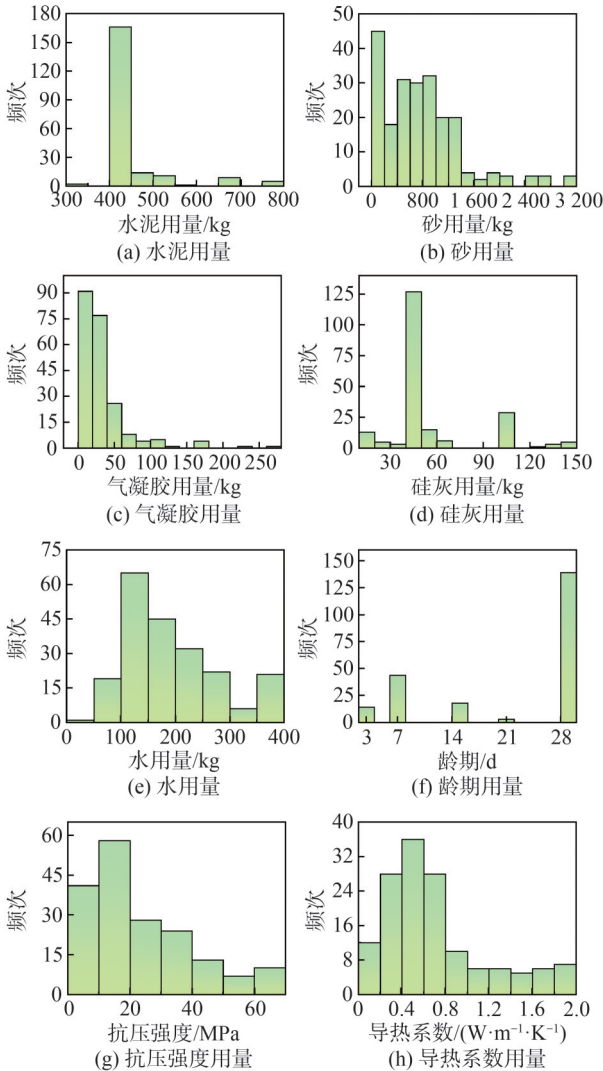 180
150
120
90
60
30
0
频次
300 400 500 600 700 800
水泥用量/kg
(a) 水泥用量
50
40
30
20
10
0
频次
0 800 1 600 2 400 3 200
砂用量/kg
(b) 砂用量
90
75
60
45
30
15
0
频次
0 50 100 150 200 250
气凝胶用量/kg
(c) 气凝胶用量
125
100
75
50
25
0
频次
30 60 90 120 150
硅灰用量/kg
(d) 硅灰用量
75
60
45
30
15
0
频次
0 100 200 300 400
水用量/kg
(e) 水用量
150
125
100
75
50
25
0
频次
3 7 14 21 28
龄期/d
(f) 龄期用量
60
45
30
15
0
频次
0 20 40 60
抗压强度/MPa
(g) 抗压强度用量
40
32
24
16
8
0
频次
0 0.4 0.8 1.2 1.6 2.0
导热系数/(W·m⁻¹·K⁻¹)
(h) 导热系数用量